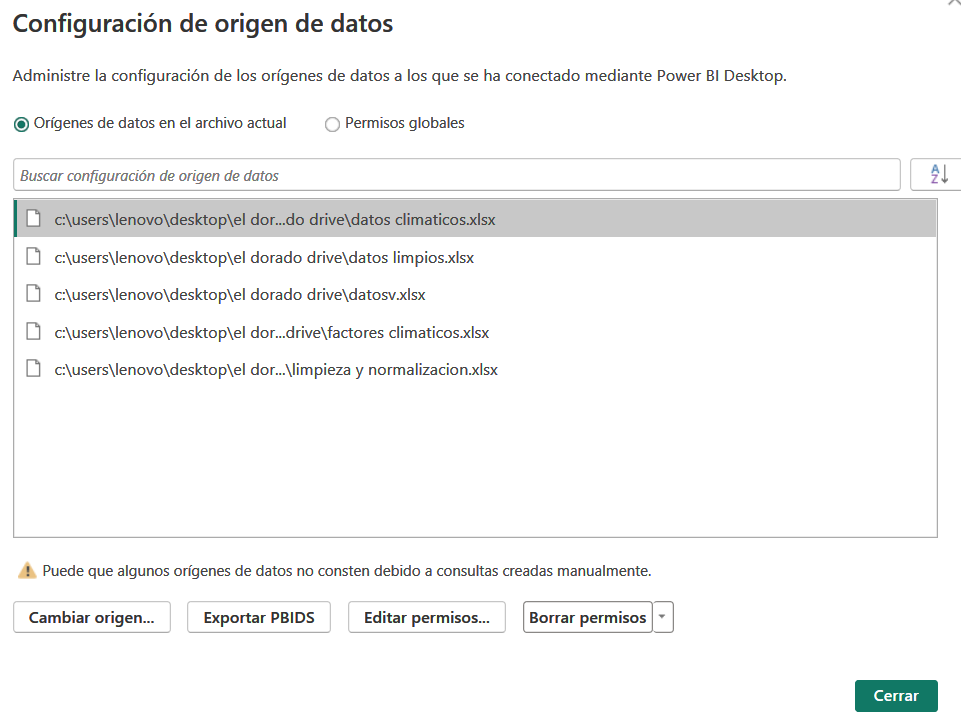 Configuración de origen de datos
Administre la configuración de los orígenes de datos a los que se ha conectado mediante Power BI Desktop.
Orígenes de datos en el archivo actual
Permisos globales
Buscar configuración de origen de datos
A
Z
c:\users\lenovo\desktop\el dor...do drive\datos climaticos.xlsx
c:\users\lenovo\desktop\el dorado drive\datos limpios.xlsx
c:\users\lenovo\desktop\el dorado drive\datosv.xlsx
c:\users\lenovo\desktop\el dor...drive\factores climaticos.xlsx
c:\users\lenovo\desktop\el dor...\limpieza y normalizacion.xlsx
Puede que algunos orígenes de datos no consten debido a consultas creadas manualmente.
Cambiar origen...
Exportar PBIDS
Editar permisos...
Borrar permisos
Cerrar